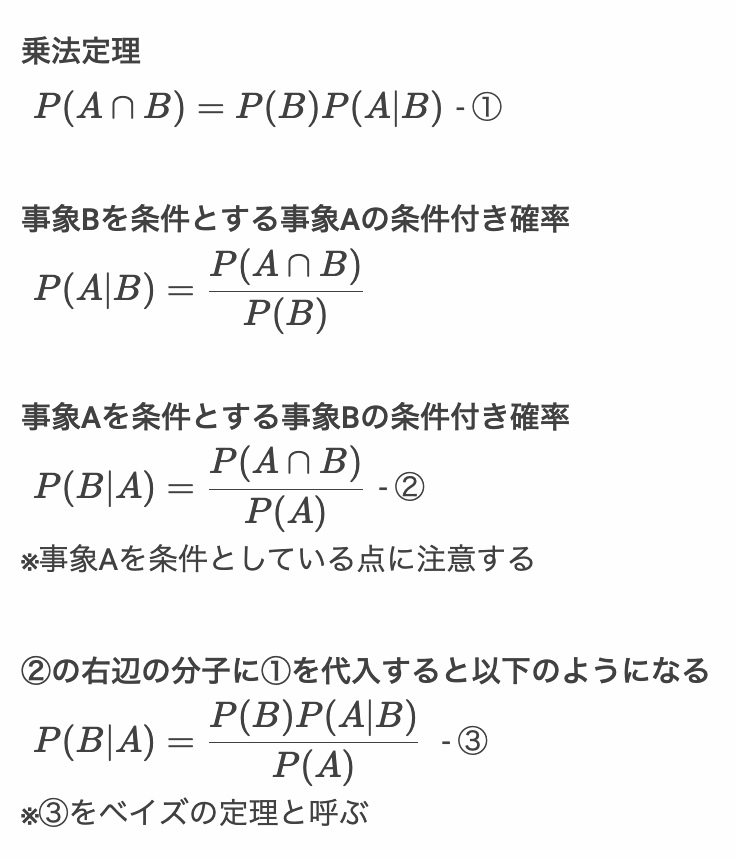 乗法定理
P(A∩B) = P(B)P(A|B) - ①
事象Bを条件とする事象Aの条件付き確率
P(A|B) = \frac{P(A∩B)}{P(B)}
事象Aを条件とする事象Bの条件付き確率
P(B|A) = \frac{P(A∩B)}{P(A)} - ②
※事象Aを条件としている点に注意する
②の右辺の分子に①を代入すると以下のようになる
P(B|A) = \frac{P(B)P(A|B)}{P(A)} - ③
※③をベイズの定理と呼ぶ